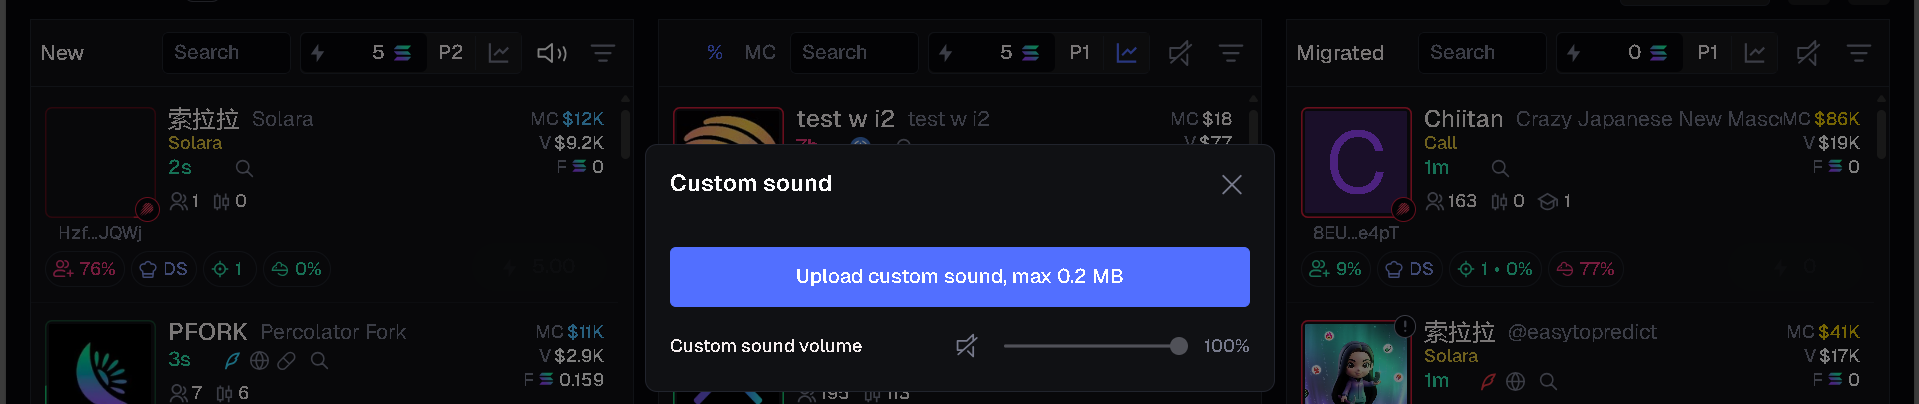 New Search 5 P2
索拉拉 Solara MC $12K
Solara V $9.2K
2s F 0
1 0
Hzf...JQWj
76% DS 1 0%
PFORK Percolator Fork MC $11K
3s V $2.9K
F 0.159
7 6
% MC Search 5 P1
test w i2 test w i2 MC $18
7h V $77
Custom sound
Upload custom sound, max 0.2 MB
Custom sound volume 100%
195 113
Migrated Search 0 P1
Chiitan Crazy Japanese New Masc MC $86K
Call V $19K
1m F 0
163 0 1
C
8EU...e4pT
9% DS 1 • 0% 77%
索拉拉 @easytopredict MC $41K
Solara V $17K
1m F 0